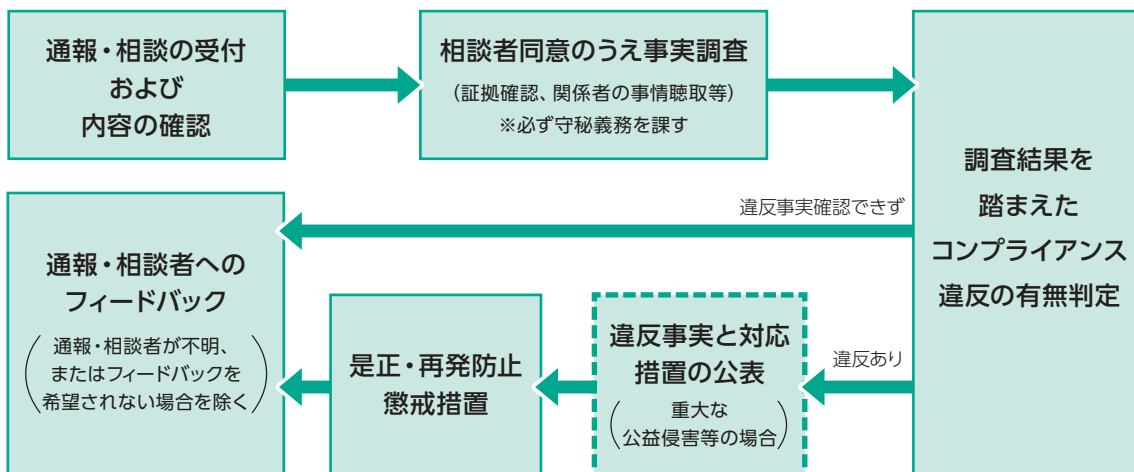 通報・相談の受付
および
内容の確認
相談者同意のうえ事実調査
（証拠確認、関係者の事情聴取等）
※必ず守秘義務を課す
調査結果を
踏まえた
コンプライアンス
違反の有無判定
違反事実確認できず
違反あり
違反事実と対応
措置の公表
（重大な
公益侵害等の場合）
是正・再発防止
懲戒措置
通報・相談者への
フィードバック
（通報・相談者が不明、
またはフィードバックを
希望されない場合を除く）